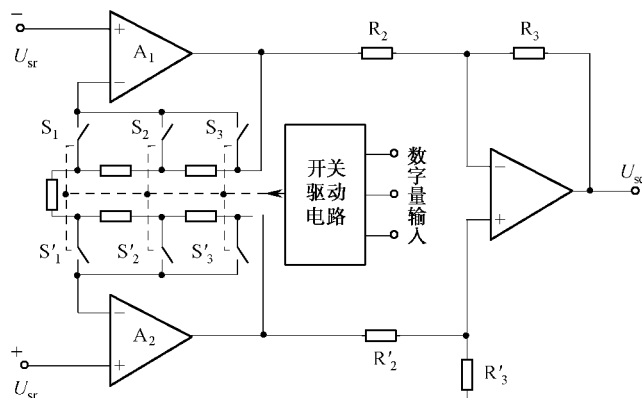 −
+
A₁
U_sr
−
R₂
R₃
S₁
S₂
S₃
开关
驱动
电路
数字量输入
−
+
U_sc
S′₁
S′₂
S′₃
−
A₂
+
+
U_sr
R′₂
R′₃